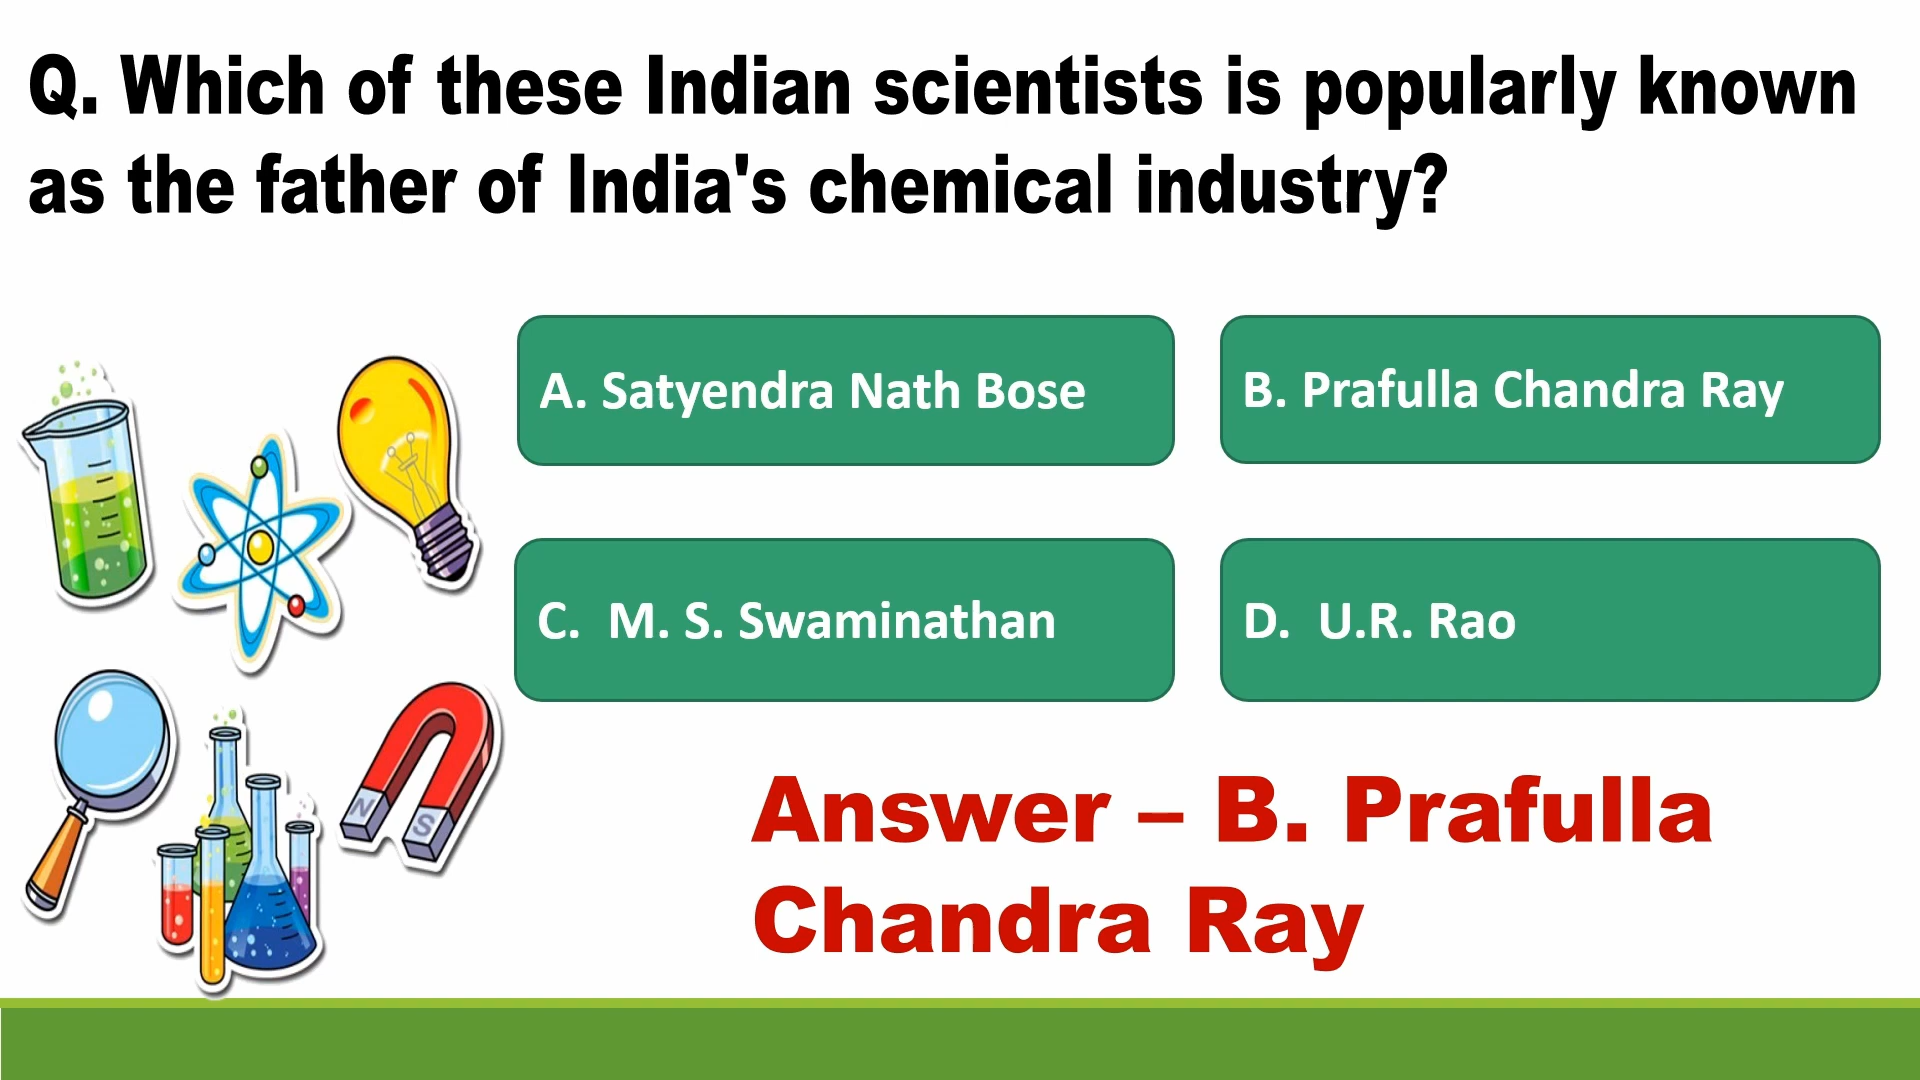 Q. Which of these Indian scientists is popularly known
as the father of India's chemical industry?
A. Satyendra Nath Bose
B. Prafulla Chandra Ray
C. M. S. Swaminathan
D. U.R. Rao
N
S
Answer – B. Prafulla
Chandra Ray